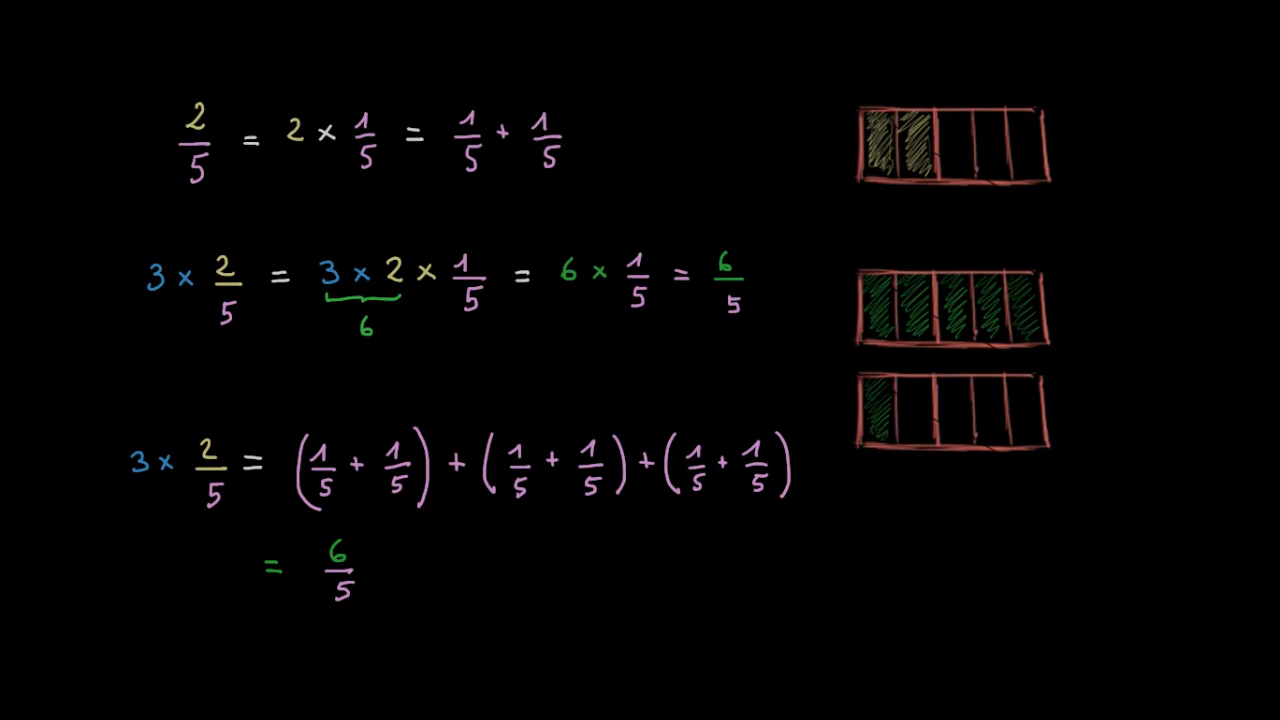 2/5 = 2 × 1/5 = 1/5 + 1/5
3 × 2/5 = 3 × 2 × 1/5 = 6 × 1/5 = 6/5
6
3 × 2/5 = (1/5 + 1/5) + (1/5 + 1/5) + (1/5 + 1/5)
= 6/5